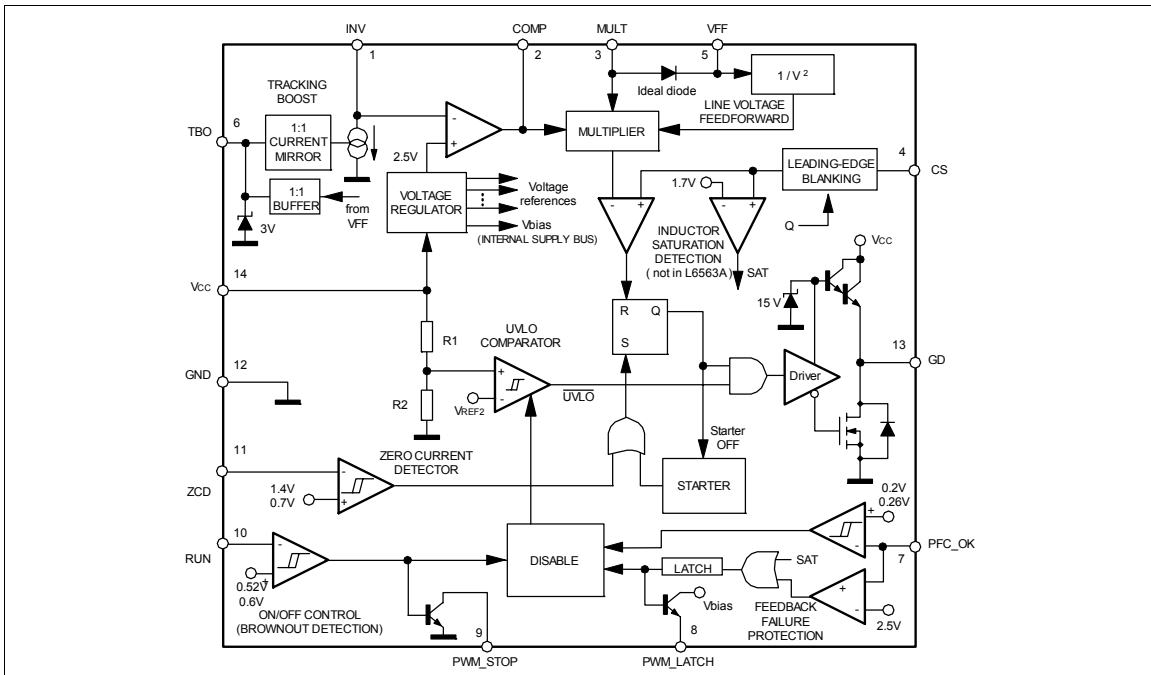 INV
COMP
MULT
VFF
1
2
3
5
1 / V 2
Ideal diode
LINE VOLTAGE
FEEDFORWARD
TRACKING
BOOST
TBO
6
1:1
CURRENT
MIRROR
-
+
MULTIPLIER
2.5V
1:1
BUFFER
from
VFF
3V
VOLTAGE
REGULATOR
Voltage
references
Vbias
(INTERNAL SUPPLY BUS)
LEADING-EDGE
BLANKING
4
CS
Q
1.7V
-
+
-
+
INDUCTOR
SATURATION
DETECTION
( not in L6563A )
SAT
Vcc
15 V
Vcc
14
R
Q
S
R1
UVLO
COMPARATOR
+
-
VREF2
UVLO
R2
Driver
13
GD
GND
12
Starter
OFF
STARTER
ZCD
11
ZERO CURRENT
DETECTOR
-
+
1.4V
0.7V
RUN
10
-
+
0.52V
0.6V
ON/OFF CONTROL
(BROWNOUT DETECTION)
DISABLE
0.2V
0.26V
+
-
7
PFC_OK
LATCH
SAT
+
-
2.5V
FEEDBACK
FAILURE
PROTECTION
Vbias
9
8
PWM_STOP
PWM_LATCH